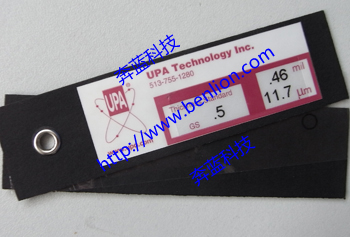 奔蓝科技
UPA Technology Inc.
513-755-1280
UPA
.46 mil
11.7 µm
GS .5
http://www.benlion.com
奔蓝科技